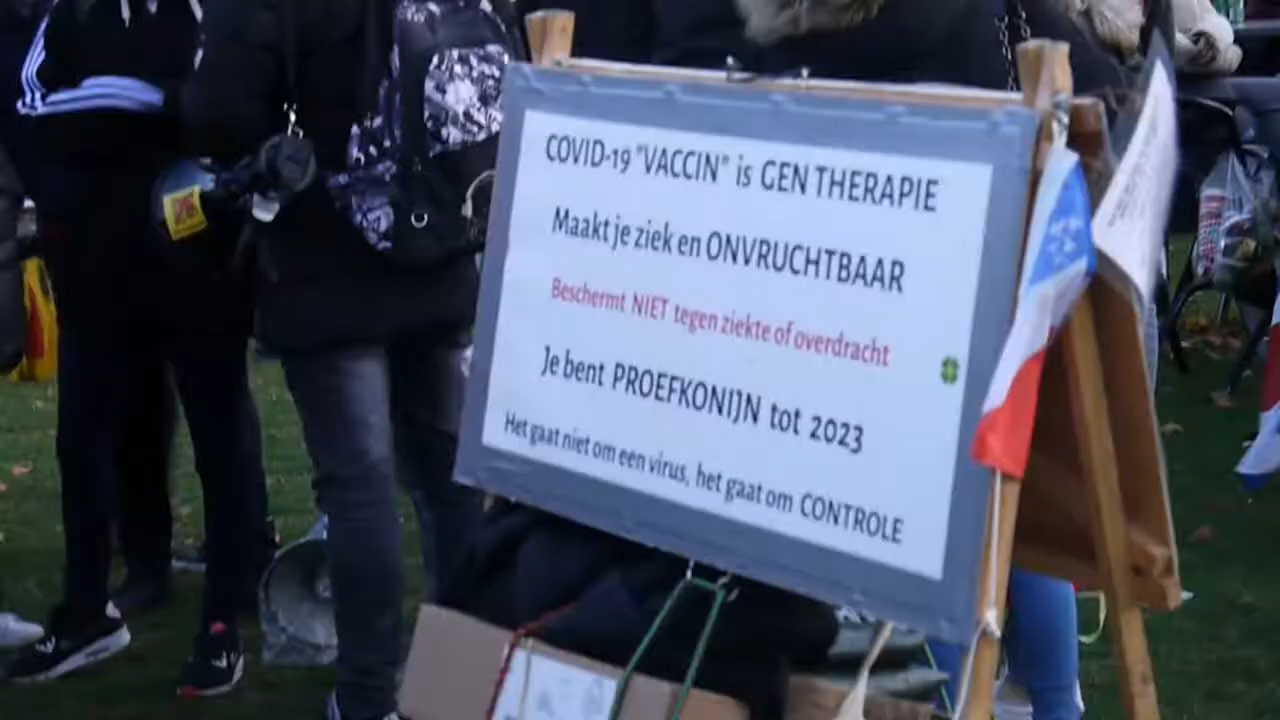 COVID-19 "VACCIN" is GEN THERAPIE
Maakt je ziek en ONVRUCHTBAAR
Beschermt NIET tegen ziekte of overdracht
Je bent PROEFKONIJN tot 2023
Het gaat niet om een virus, het gaat om CONTROLE